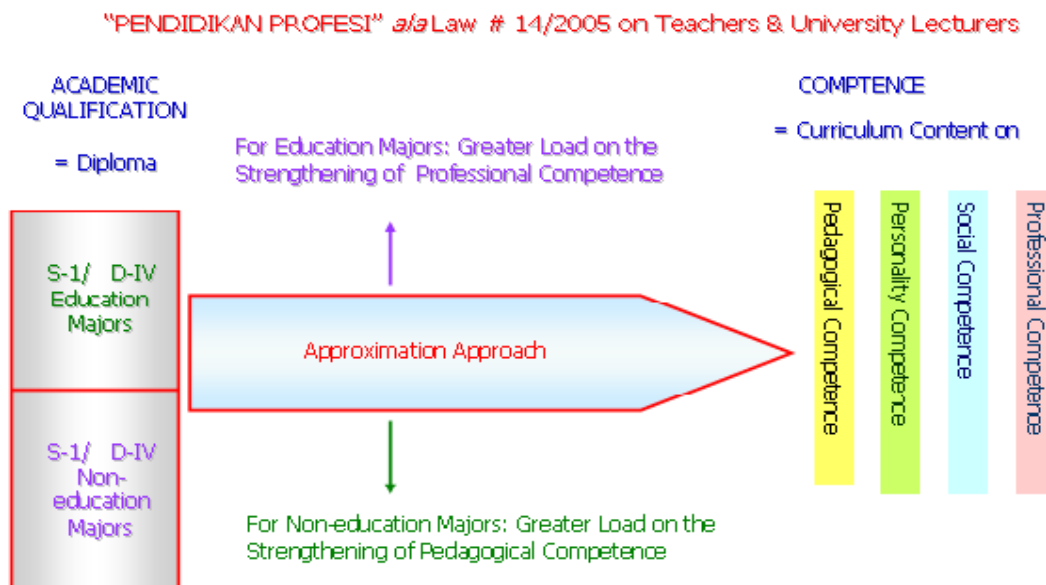 "PENDIDIKAN PROFESI" ala Law # 14/2005 on Teachers & University Lecturers
ACADEMIC
QUALIFICATION
= Diploma
COMPTENCE
= Curriculum Content on
For Education Majors: Greater Load on the
Strengthening of Professional Competence
S-1/ D-IV
Education
Majors
Approximation Approach
S-1/ D-IV
Non-
education
Majors
For Non-education Majors: Greater Load on the
Strengthening of Pedagogical Competence
Pedagogical Competence
Personality Competence
Social Competence
Professional Competence